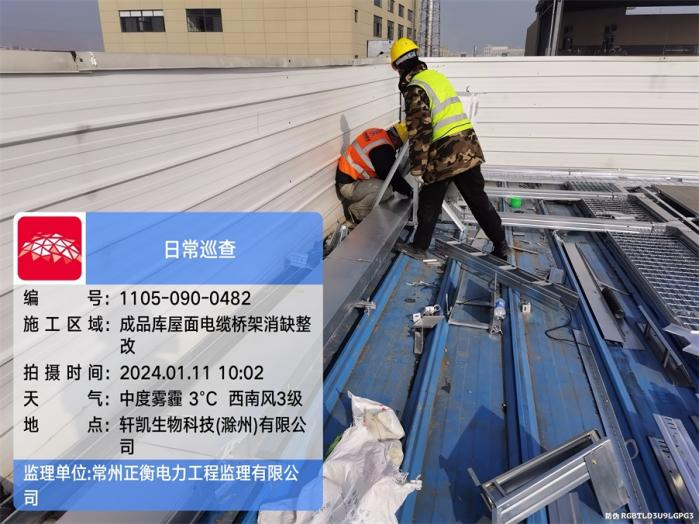 日常巡查
编 号：1105-090-0482
施工区域：成品库屋面电缆桥架消缺整
改
拍摄时间：2024.01.11 10:02
天 气：中度雾霾 3℃ 西南风3级
地 点：轩凯生物科技(滁州)有限公
司
监理单位:常州正衡电力工程监理有限公
司
防伪 RGBTLD3U9LGPG3